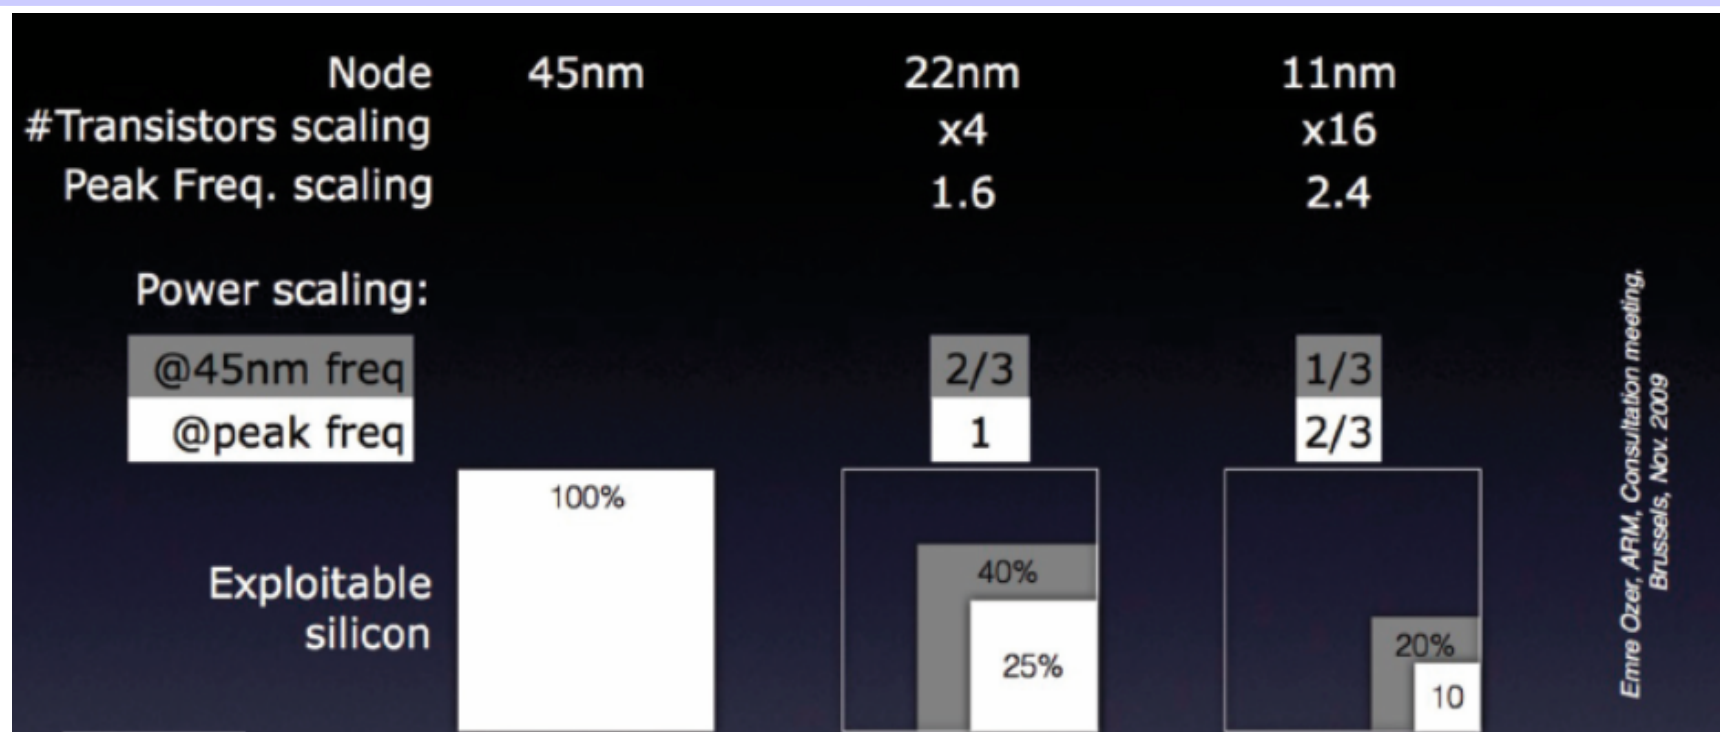 Node 45nm 22nm 11nm
#Transistors scaling x4 x16
Peak Freq. scaling 1.6 2.4
Power scaling:
@45nm freq 2/3 1/3
@peak freq 1 2/3
100%
Exploitable
silicon
40%
25%
20%
10
Emre Ozer, ARM, Consultation meeting,
Brussels, Nov. 2009